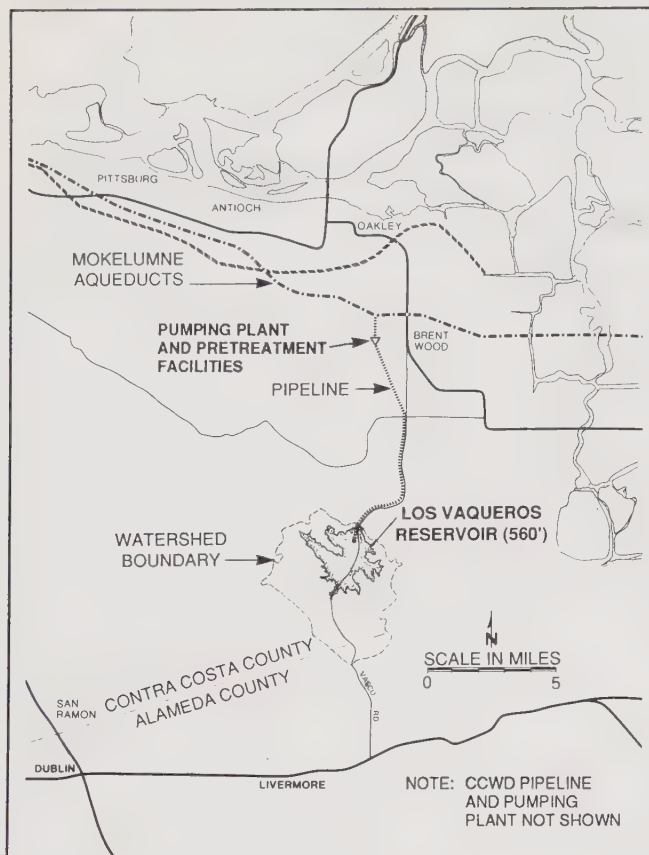 PITTSBURG
ANTIOCH
OAKLEY
MOKELUMNE
AQUEDUCTS
PUMPING PLANT
AND PRETREATMENT
FACILITIES
BRENT
WOOD
PIPELINE
LOS VAQUEROS
RESERVOIR (560')
WATERSHED
BOUNDARY
N
SCALE IN MILES
0 5
CONTRA COSTA COUNTY
ALAMEDA COUNTY
SAN
RAMON
VASCO RD
DUBLIN
LIVERMORE
NOTE: CCWD PIPELINE
AND PUMPING
PLANT NOT SHOWN